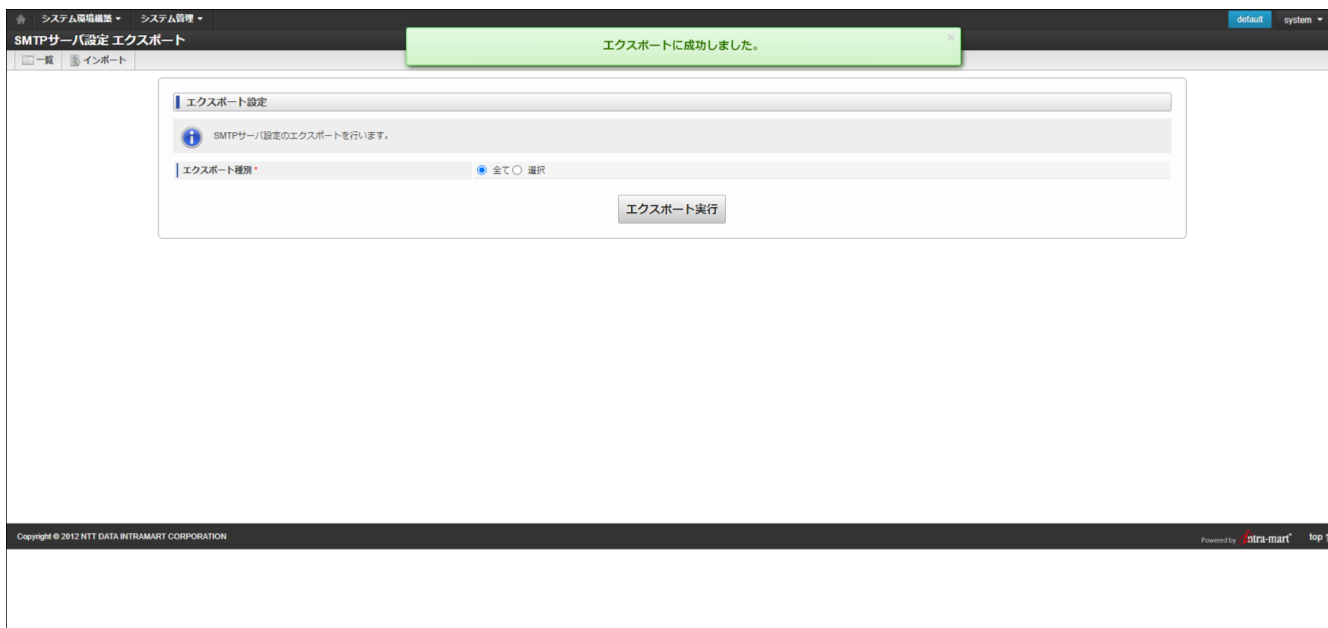 システム環境構築 ▾ システム管理 ▾ default system ▾
SMTPサーバ設定 エクスポート
エクスポートに成功しました。 ×
一覧 インポート
エクスポート設定
SMTPサーバ設定のエクスポートを行います。
エクスポート種別 * 全て 選択
エクスポート実行
Copyright © 2012 NTT DATA INTRAMART CORPORATION Powered by intra-mart top